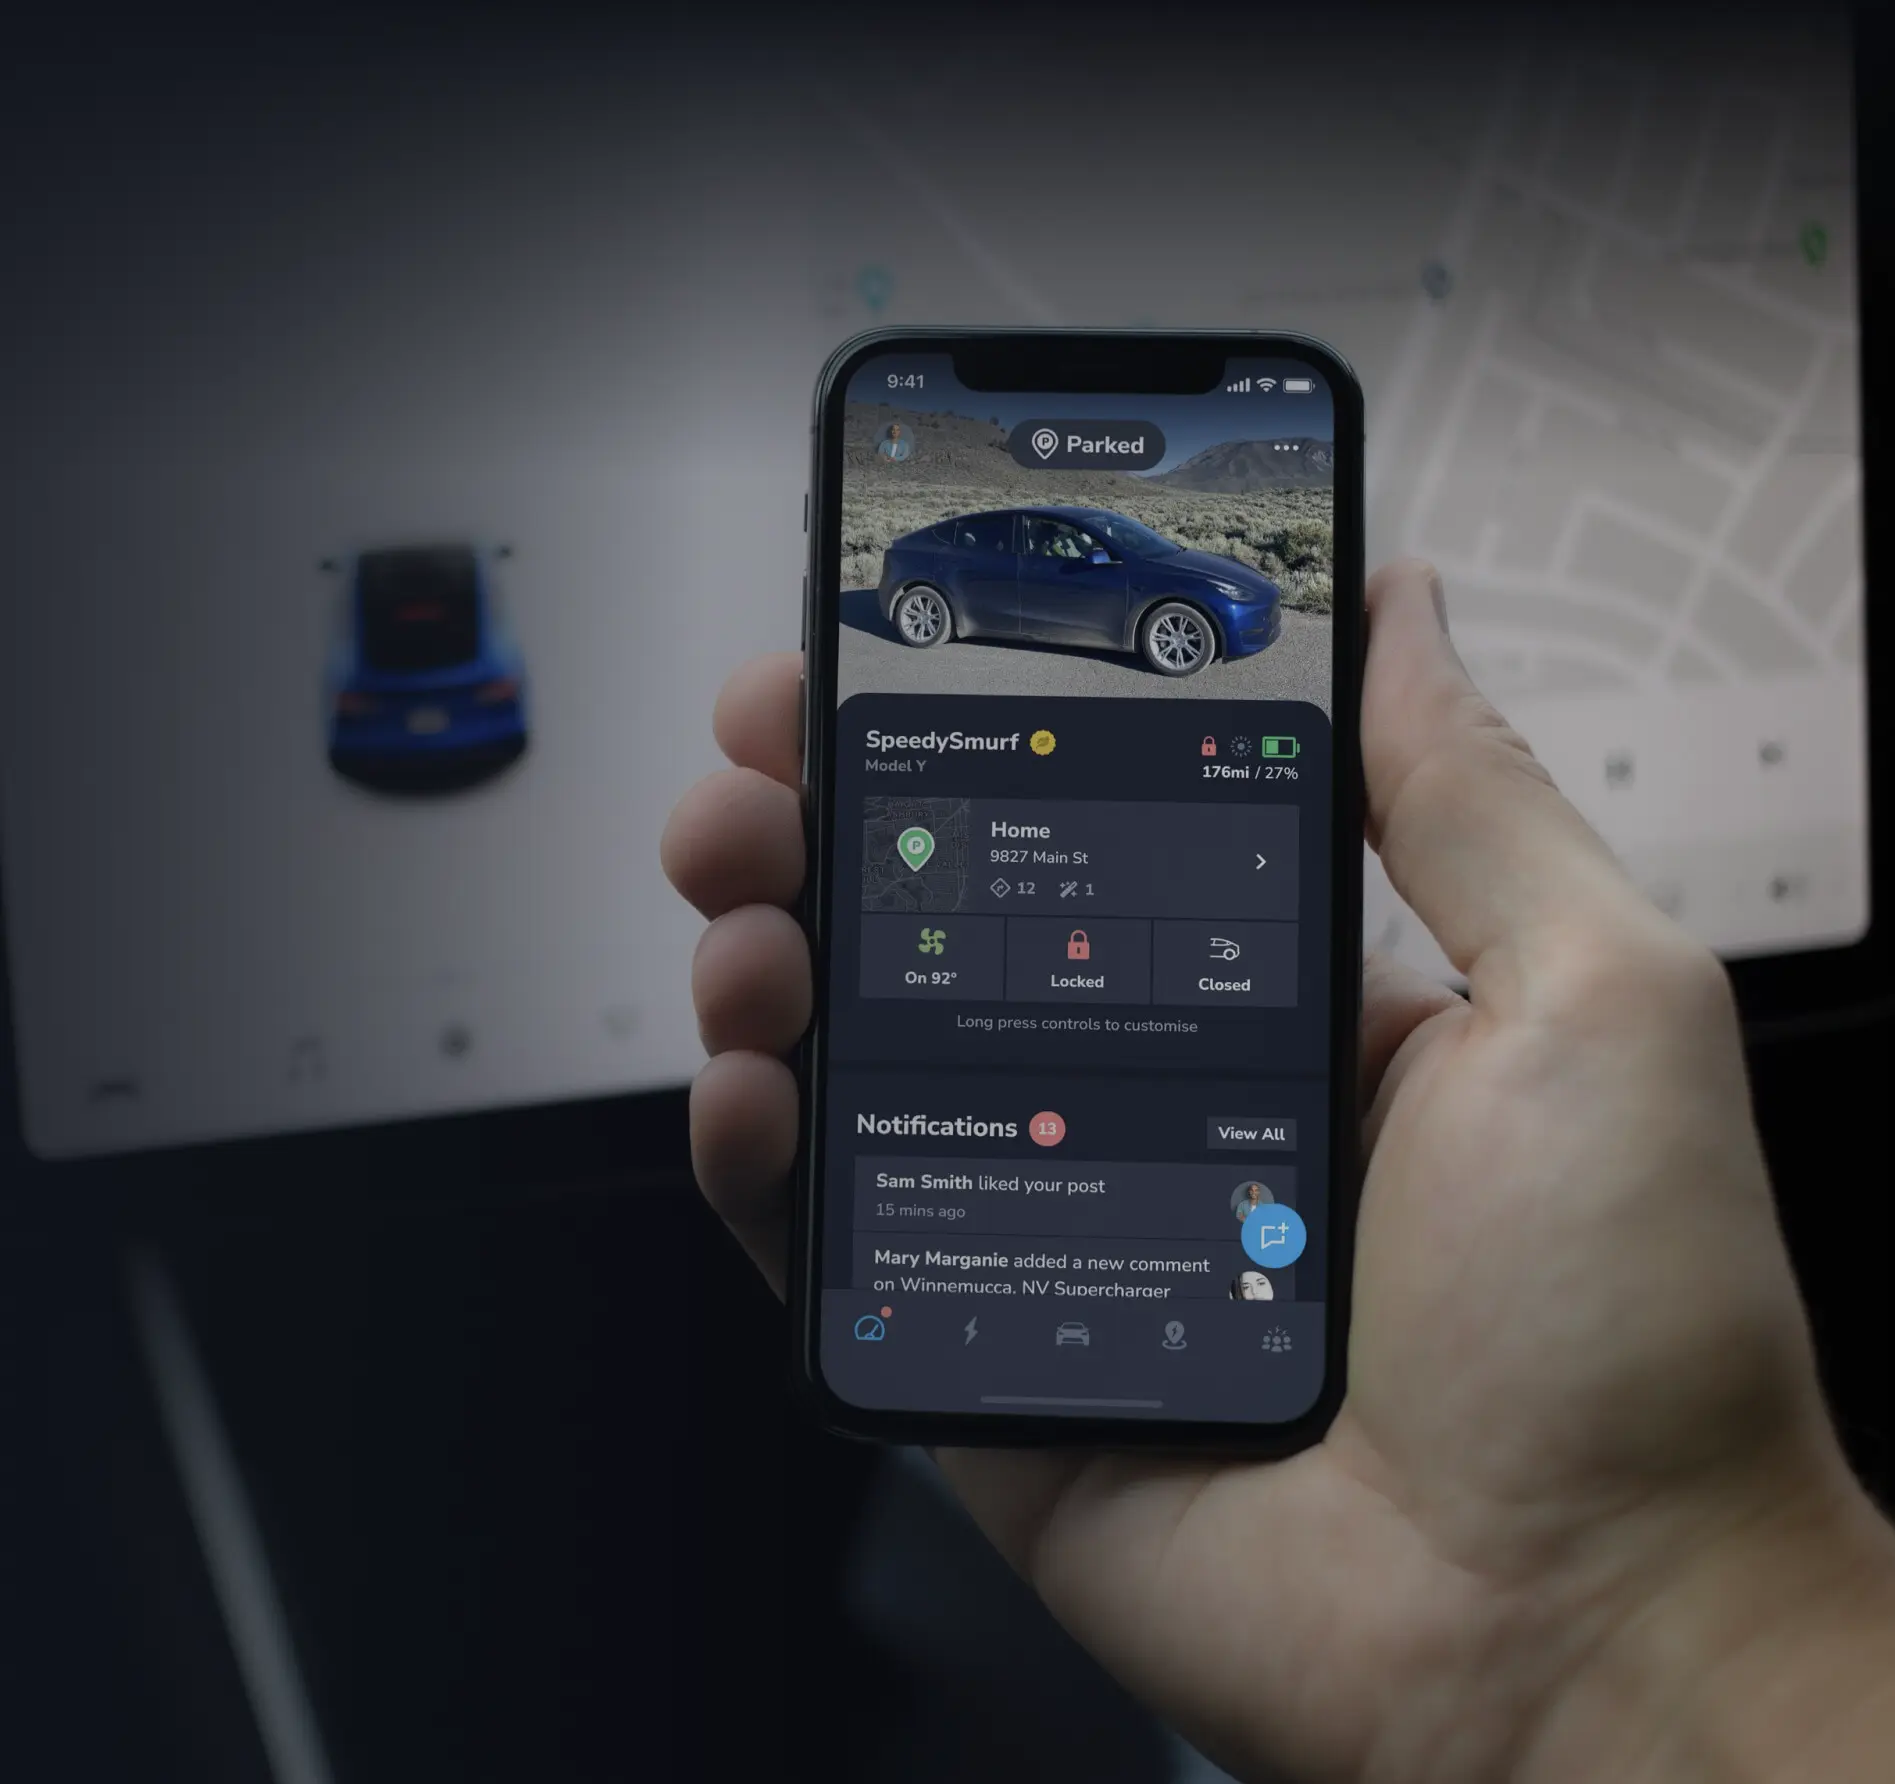 9:41
Parked
SpeedySmurf
Model Y
176mi / 27%
Home
9827 Main St
12
1
On 92°
Locked
Closed
Long press controls to customise
Notifications
13
View All
Sam Smith liked your post
15 mins ago
Mary Marganie added a new comment
on Winnemucca, NV Supercharger